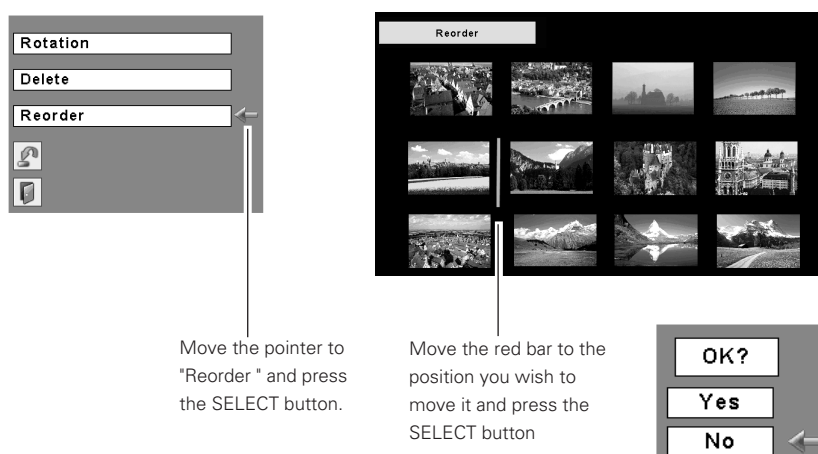 Rotation
Delete
Reorder
Reorder
Move the pointer to
"Reorder " and press
the SELECT button.
Move the red bar to the
position you wish to
move it and press the
SELECT button
OK?
Yes
No